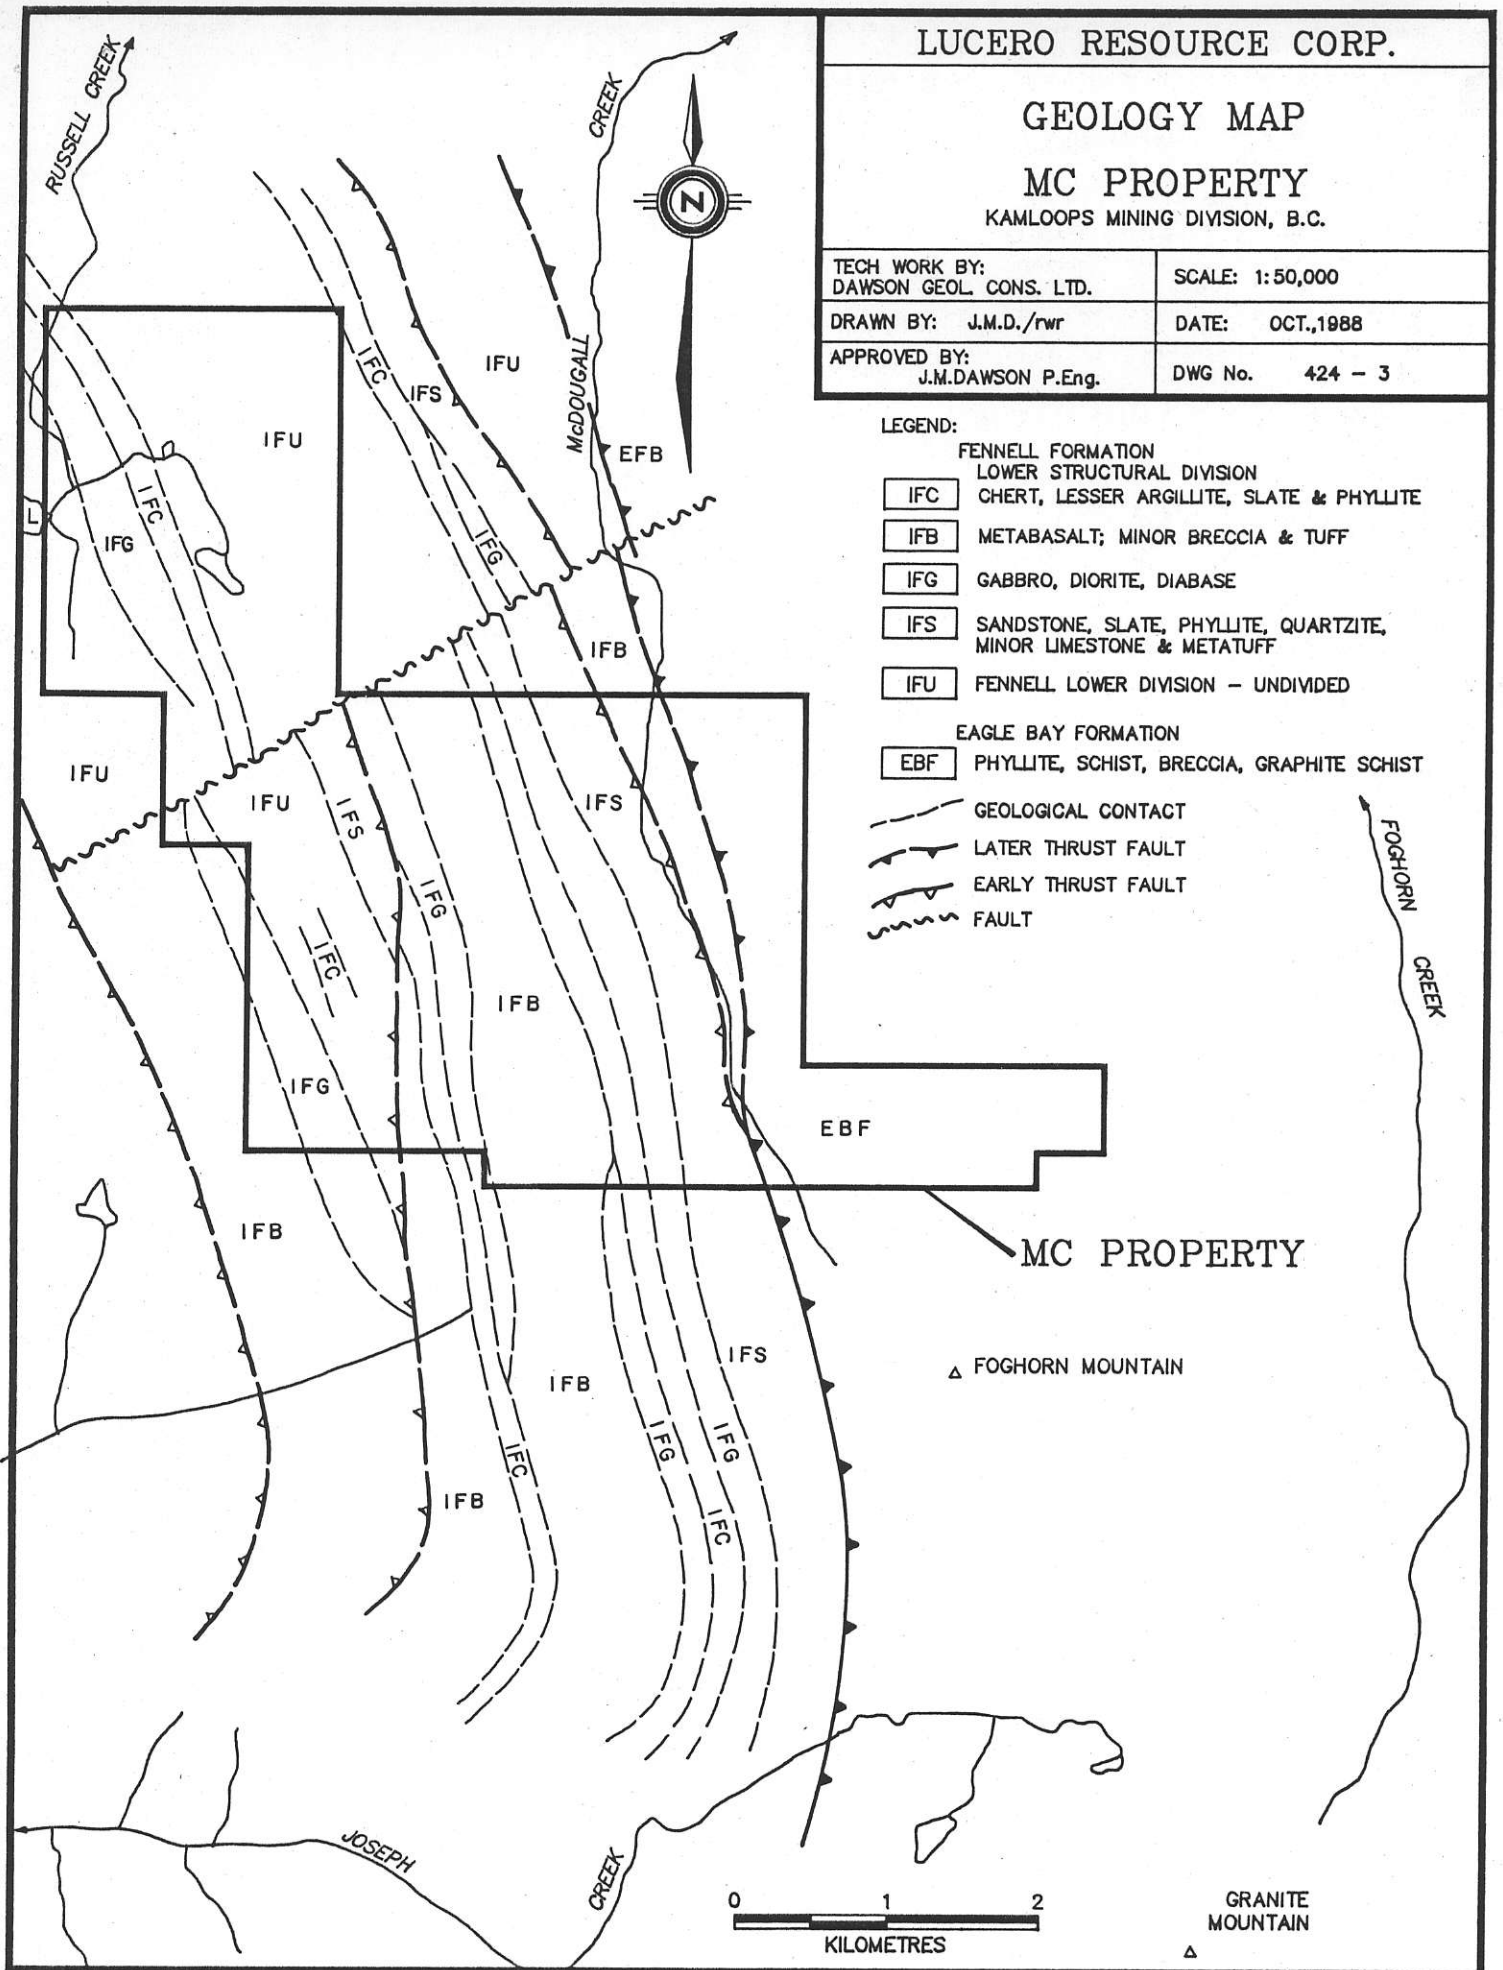 LUCERO RESOURCE CORP.
GEOLOGY MAP
MC PROPERTY
KAMLOOPS MINING DIVISION, B.C.
TECH WORK BY:
DAWSON GEOL. CONS. LTD.
SCALE: 1:50,000
DRAWN BY: J.M.D./rwr
DATE: OCT.,1988
APPROVED BY:
J.M.DAWSON P.Eng.
DWG No. 424 - 3
LEGEND:
FENNELL FORMATION
LOWER STRUCTURAL DIVISION
IFC CHERT, LESSER ARGILLITE, SLATE & PHYLLITE
IFB METABASALT; MINOR BRECCIA & TUFF
IFG GABBRO, DIORITE, DIABASE
IFS SANDSTONE, SLATE, PHYLLITE, QUARTZITE,
MINOR LIMESTONE & METATUFF
IFU FENNELL LOWER DIVISION - UNDIVIDED
EAGLE BAY FORMATION
EBF PHYLLITE, SCHIST, BRECCIA, GRAPHITE SCHIST
GEOLOGICAL CONTACT
LATER THRUST FAULT
EARLY THRUST FAULT
FAULT
RUSSELL CREEK
McDOUGALL CREEK
N
IFC
IFS
IFU
EFB
IFU
IFC
IFG
L
IFG
IFB
IFU
IFU
IFS
IFS
IFG
IFC
IFB
IFG
EBF
IFB
MC PROPERTY
FOGHORN CREEK
IFS
FOGHORN MOUNTAIN
IFB
IFG
IFG
IFC
IFB
IFC
JOSEPH CREEK
0 1 2
KILOMETRES
GRANITE
MOUNTAIN